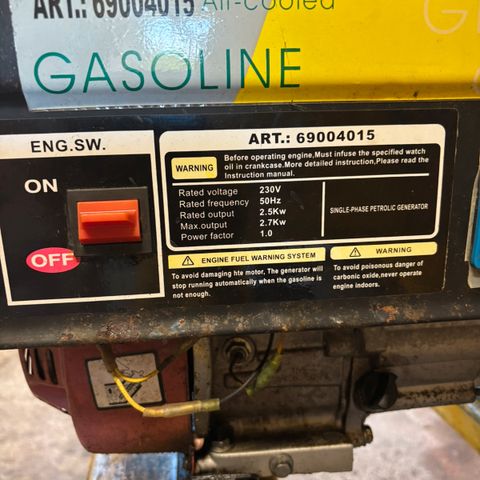 ART.: 69004015 Air-cooled
GASOLINE
ENG.SW.
ON
OFF
ART.: 69004015
WARNING
Before operating engine,Must infuse the specified watch
oil in crankcase.More detailed instruction,Please read the
Instruction manual.
Rated voltage 230V
Rated frequency 50Hz
Rated output 2.5Kw
Max.output 2.7Kw
Power factor 1.0
SINGLE-PHASE PETROLIC GENERATOR
ENGINE FUEL WARNING SYSTEM
To avoid damaging hte motor, The generator will
stop running automatically when the gasoline is
not enough.
WARNING
To avoid poisonous danger of
carbonic oxide,never operate
engine indoors.